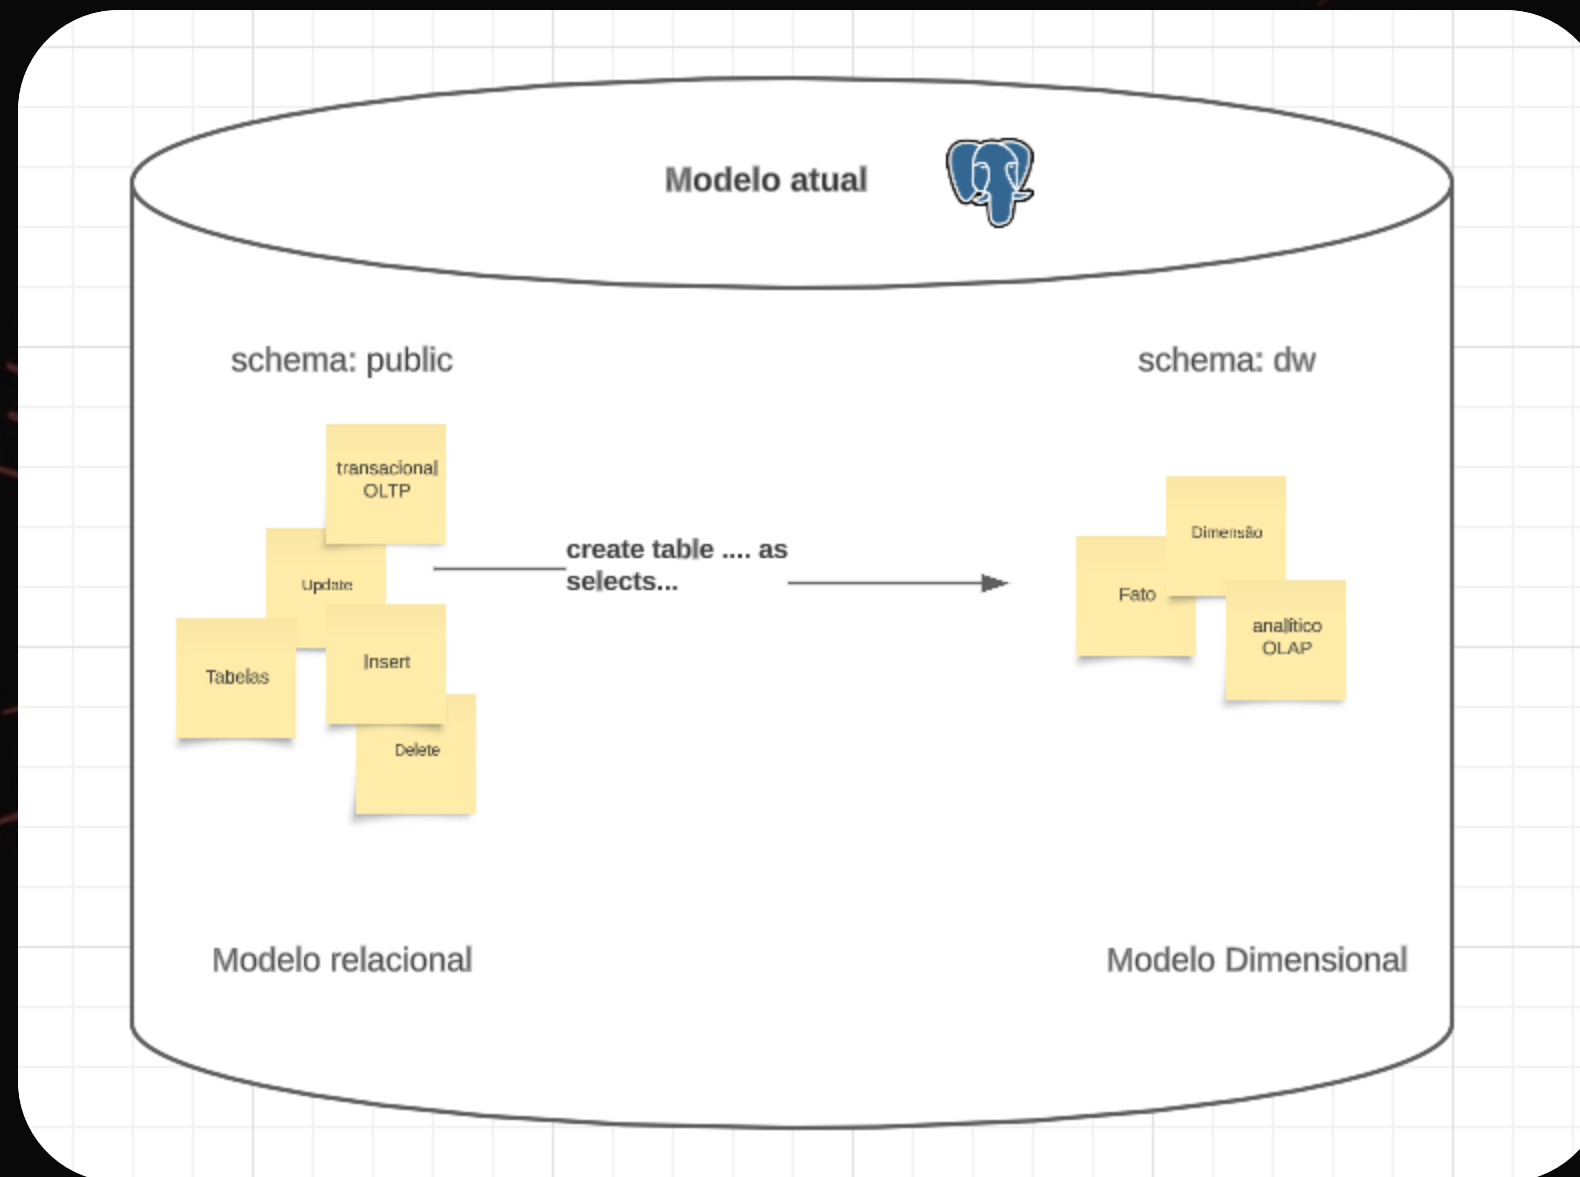 Modelo atual
schema: public
schema: dw
transacional
OLTP
Update
Tabelas
Insert
Delete
create table .... as
selects...
Dimensão
Fato
analítico
OLAP
Modelo relacional
Modelo Dimensional